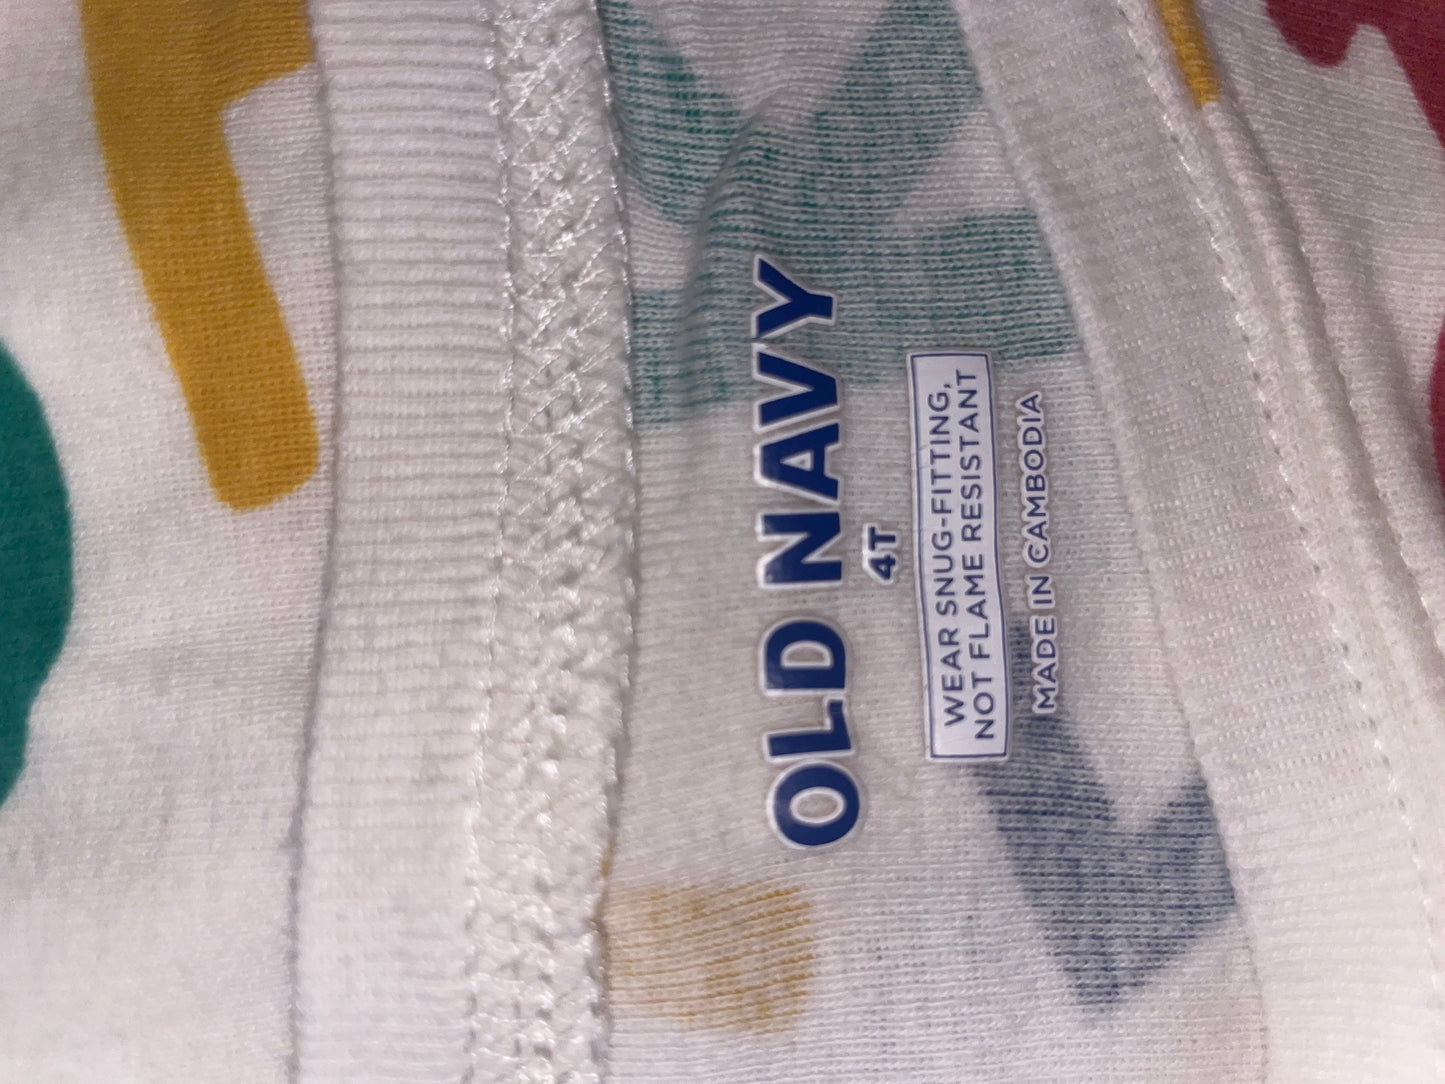 OLD NAVY
4T
WEAR SNUG-FITTING,
NOT FLAME RESISTANT
MADE IN CAMBODIA